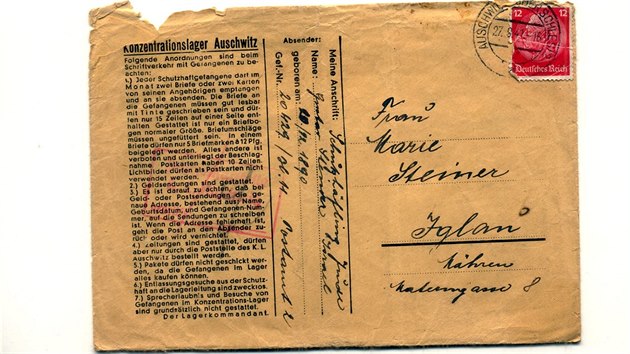 Konzentrationslager Auschwitz
Folgende Anordnungen sind beim
Schriftverkehr mit Gefangenen zu be-
achten:
1.) Jeder Schutzhaftgefangene darf im
Monat zwei Briefe oder zwei Karten
von seinen Angehörigen empfangen
und an sie absenden. Die Briefe an
die Gefangenen müssen gut lesbar
mit Tinte geschrieben sein und dür-
fen nur 15 Zeilen auf einer Seite ent-
halten. Gestattet ist nur ein Briefbo-
gen normaler Größe. Briefumschläge
müssen ungefüttert sein. In einem
Briefe dürfen nur 5 Briefmarken à 12 Pfg.
beigelegt werden. Alles andere ist
verboten und unterliegt der Beschlag-
nahme. Postkarten haben 10 Zeilen.
Lichtbilder dürfen als Postkarten nicht
verwendet werden.
2.) Geldsendungen sind gestattet.
3.) Es ist darauf zu achten, daß bei
Geld- oder Postsendungen die ge-
naue Adresse, bestehend aus: Name,
Geburtsdatum, und Gefangenen-Num-
mer, auf die Sendungen zu schreiben
ist. Wenn die Adresse fehlerhaft ist,
geht die Post an den Absender zu-
rück oder wird vernichtet.
4.) Zeitungen sind gestattet, dürfen
aber nur durch die Poststelle des K. L.
Auschwitz bestellt werden.
5.) Pakete dürfen nicht geschickt wer-
den, da die Gefangenen im Lager
alles kaufen können.
6.) Entlassungsgesuche aus der Schutz-
haft an die Lagerleitung sind zwecklos.
7.) Sprecherlaubnis und Besuche von
Gefangenen im Konzentrations-Lager
sind grundsätzlich nicht gestattet.
Der Lagerkommandant.
Absender:
Meine Anschrift:
Name:
Steiner
geboren am: 1890
Gef.-Nr. 20 429
Postamt 2
AUSCHWITZ
12 12
Deutsches Reich
Frau
Marie
Steiner
Iglau
Mähren
8